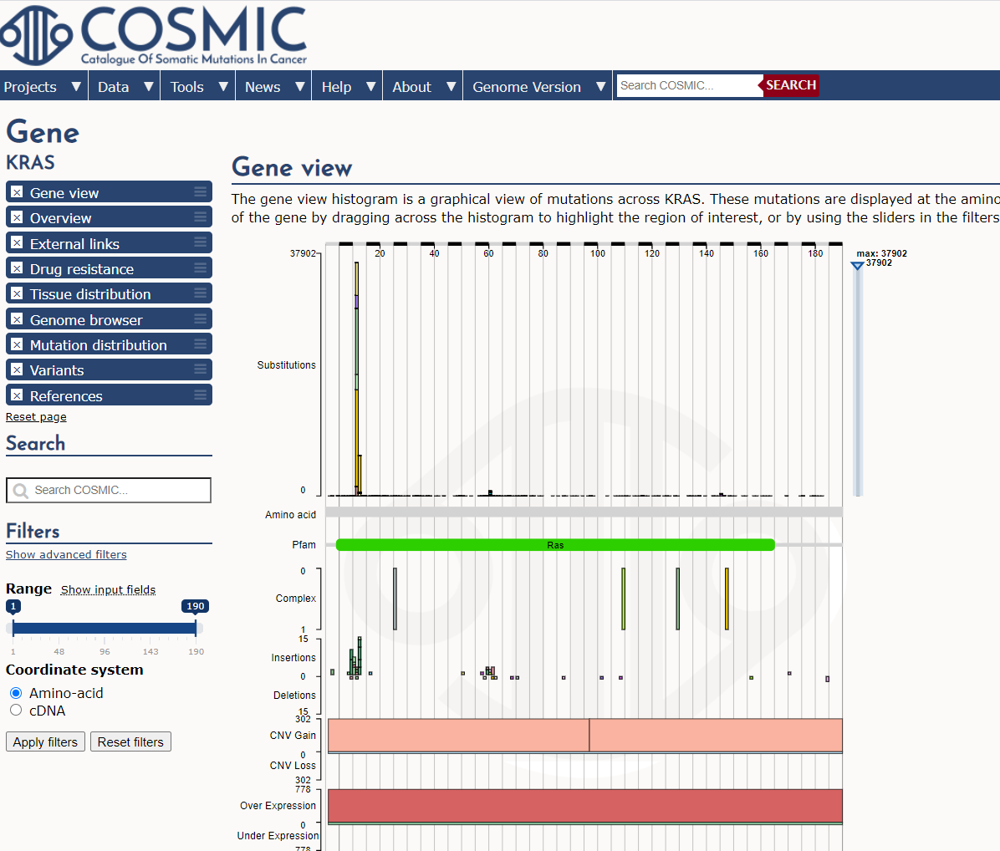 COSMIC
Catalogue Of Somatic Mutations In Cancer
Projects ▼ Data ▼ Tools ▼ News ▼ Help ▼ About ▼ Genome Version ▼ Search COSMIC... SEARCH
Gene
KRAS
Gene view
Overview
External links
Drug resistance
Tissue distribution
Genome browser
Mutation distribution
Variants
References
Reset page
Search
Search COSMIC...
Filters
Show advanced filters
Range Show input fields
1 190
1 48 96 143 190
Coordinate system
Amino-acid
cDNA
Apply filters Reset filters
Gene view
The gene view histogram is a graphical view of mutations across KRAS. These mutations are displayed at the amino
of the gene by dragging across the histogram to highlight the region of interest, or by using the sliders in the filters
37902 20 40 60 80 100 120 140 160 180 max: 37902
37902
Substitutions
0
Amino acid
Pfam Ras
0
Complex
1
15
Insertions
0
Deletions
15
302
CNV Gain
0
CNV Loss
302
778
Over Expression
0
Under Expression
778